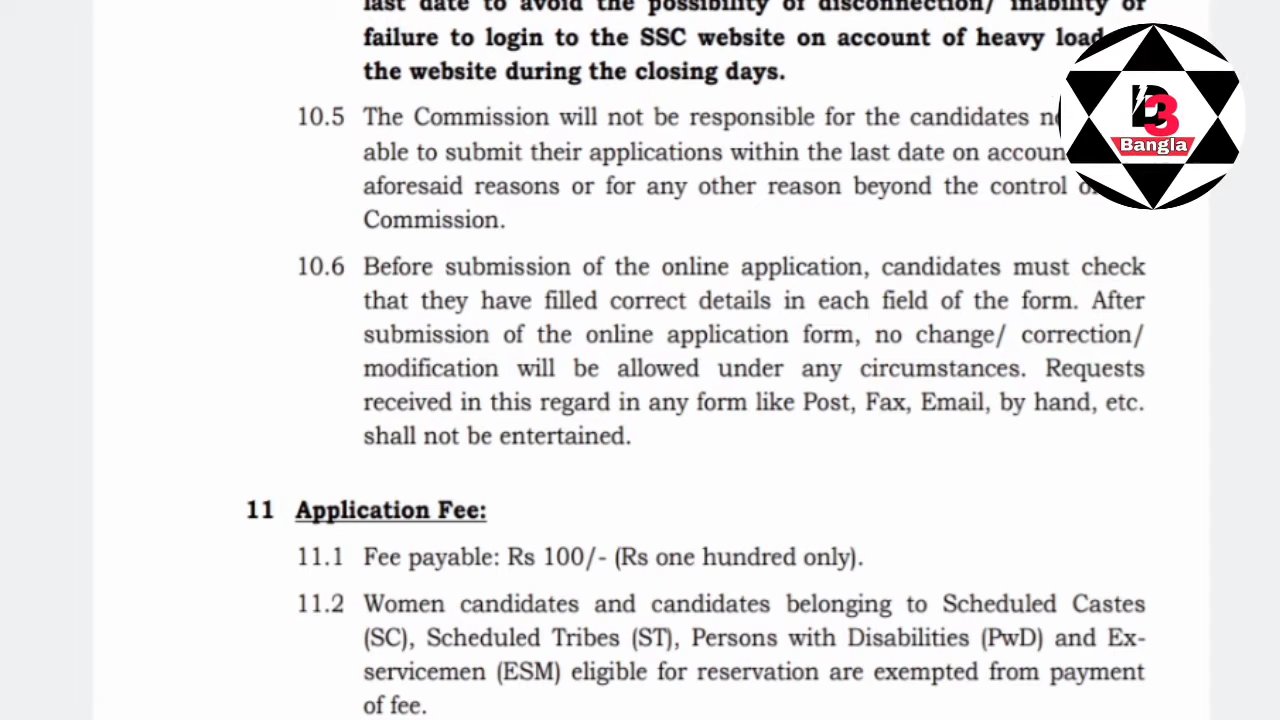 last date to avoid the possibility of disconnection/ inability or
failure to login to the SSC website on account of heavy load
the website during the closing days.
10.5 The Commission will not be responsible for the candidates
able to submit their applications within the last date on
aforesaid reasons or for any other reason beyond the control
Commission.
10.6 Before submission of the online application, candidates must check
that they have filled correct details in each field of the form. After
submission of the online application form, no change/ correction/
modification will be allowed under any circumstances. Requests
received in this regard in any form like Post, Fax, Email, by hand, etc.
shall not be entertained.
11 Application Fee:
11.1 Fee payable: Rs 100/- (Rs one hundred only).
11.2 Women candidates and candidates belonging to Scheduled Castes
(SC), Scheduled Tribes (ST), Persons with Disabilities (PwD) and Ex-
servicemen (ESM) eligible for reservation are exempted from payment
of fee.
D3
Bangla